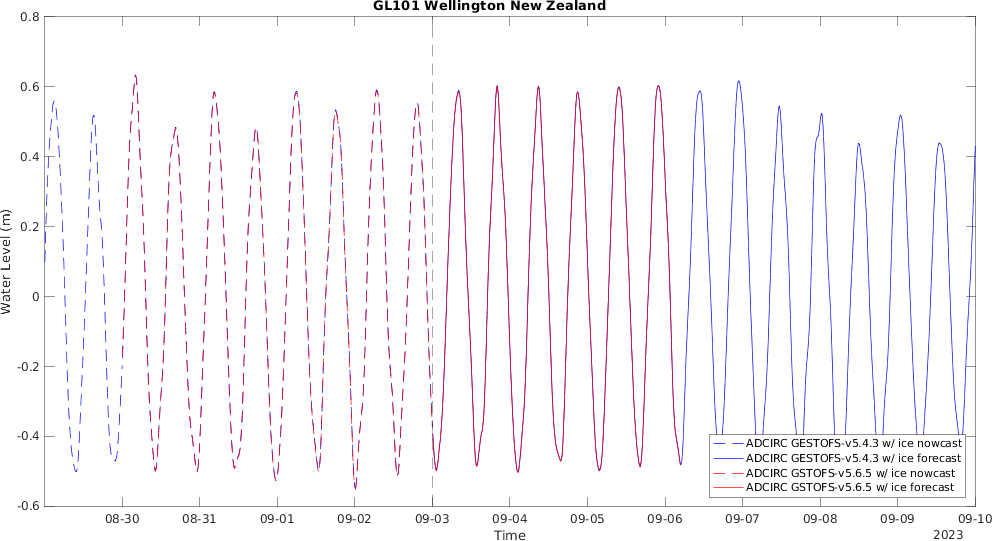 GL101 Wellington New Zealand
Water Level (m)
0.8
0.6
0.4
0.2
0
-0.2
-0.4
-0.6
ADCIRC GESTOFS-v5.4.3 w/ ice nowcast
ADCIRC GESTOFS-v5.4.3 w/ ice forecast
ADCIRC GSTOFS-v5.6.5 w/ ice nowcast
ADCIRC GSTOFS-v5.6.5 w/ ice forecast
08-30 08-31 09-01 09-02 09-03 09-04 09-05 09-06 09-07 09-08 09-09 09-10
Time
2023